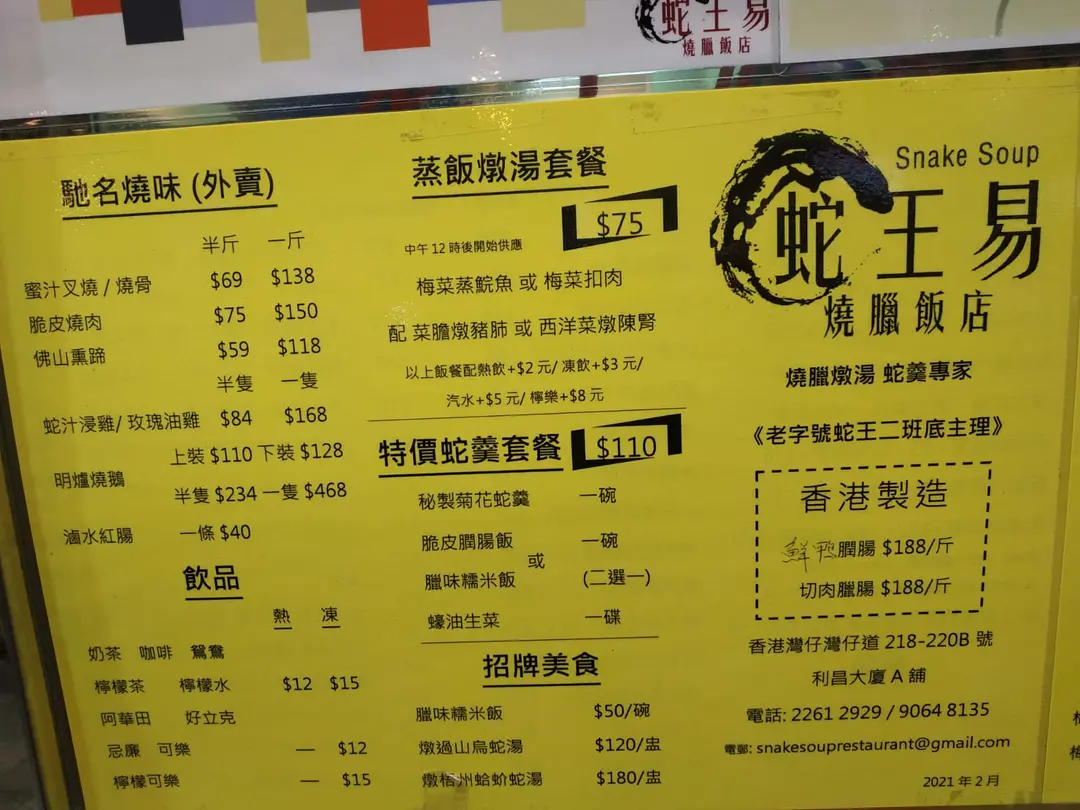 蛇王易
燒臘飯店
馳名燒味 (外賣)
半斤 一斤
蜜汁叉燒 / 燒骨 $69 $138
脆皮燒肉 $75 $150
佛山熏蹄 $59 $118
半隻 一隻
蛇汁浸雞/ 玫瑰油雞 $84 $168
上裝 $110 下裝 $128
明爐燒鵝
半隻 $234 一隻 $468
滷水紅腸 一條 $40
飲品
熱 凍
奶茶 咖啡 鴛鴦
檸檬茶 檸檬水 $12 $15
阿華田 好立克
忌廉 可樂 — $12
檸檬可樂 — $15
蒸飯燉湯套餐
$75
中午 12 時後開始供應
梅菜蒸鯇魚 或 梅菜扣肉
配 菜膽燉豬肺 或 西洋菜燉陳腎
以上飯餐配熱飲+$2 元/ 凍飲+$3 元/
汽水+$5 元/ 檸樂+$8 元
特價蛇羹套餐 $110
秘製菊花蛇羹 一碗
脆皮膶腸飯 一碗
或
臘味糯米飯 (二選一)
蠔油生菜 一碟
招牌美食
臘味糯米飯 $50/碗
燉過山烏蛇湯 $120/盅
燉梧州蛤蚧蛇湯 $180/盅
Snake Soup
蛇王易
燒臘飯店
燒臘燉湯 蛇羹專家
《老字號蛇王二班底主理》
香港製造
鮮鴨膶腸 $188/斤
切肉臘腸 $188/斤
香港灣仔灣仔道 218-220B 號
利昌大廈 A 舖
電話: 2261 2929 / 9064 8135
電郵: snakesouprestaurant@gmail.com
2021 年 2 月